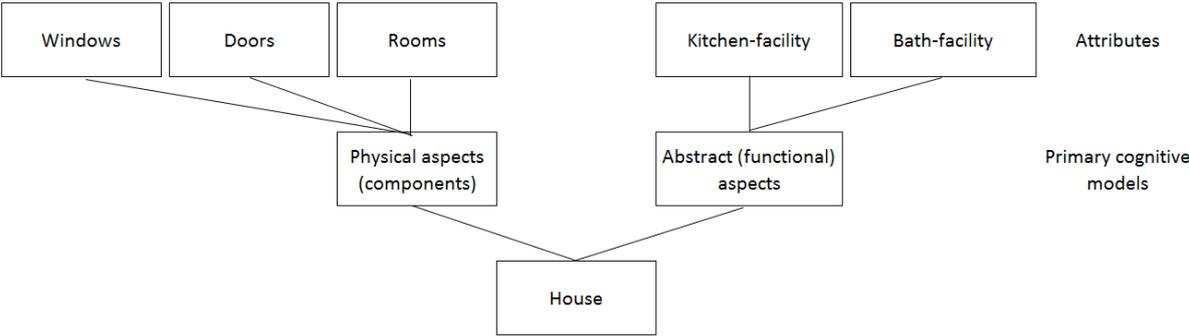 Windows
Doors
Rooms
Kitchen-facility
Bath-facility
Attributes
Physical aspects
(components)
Abstract (functional)
aspects
Primary cognitive
models
House